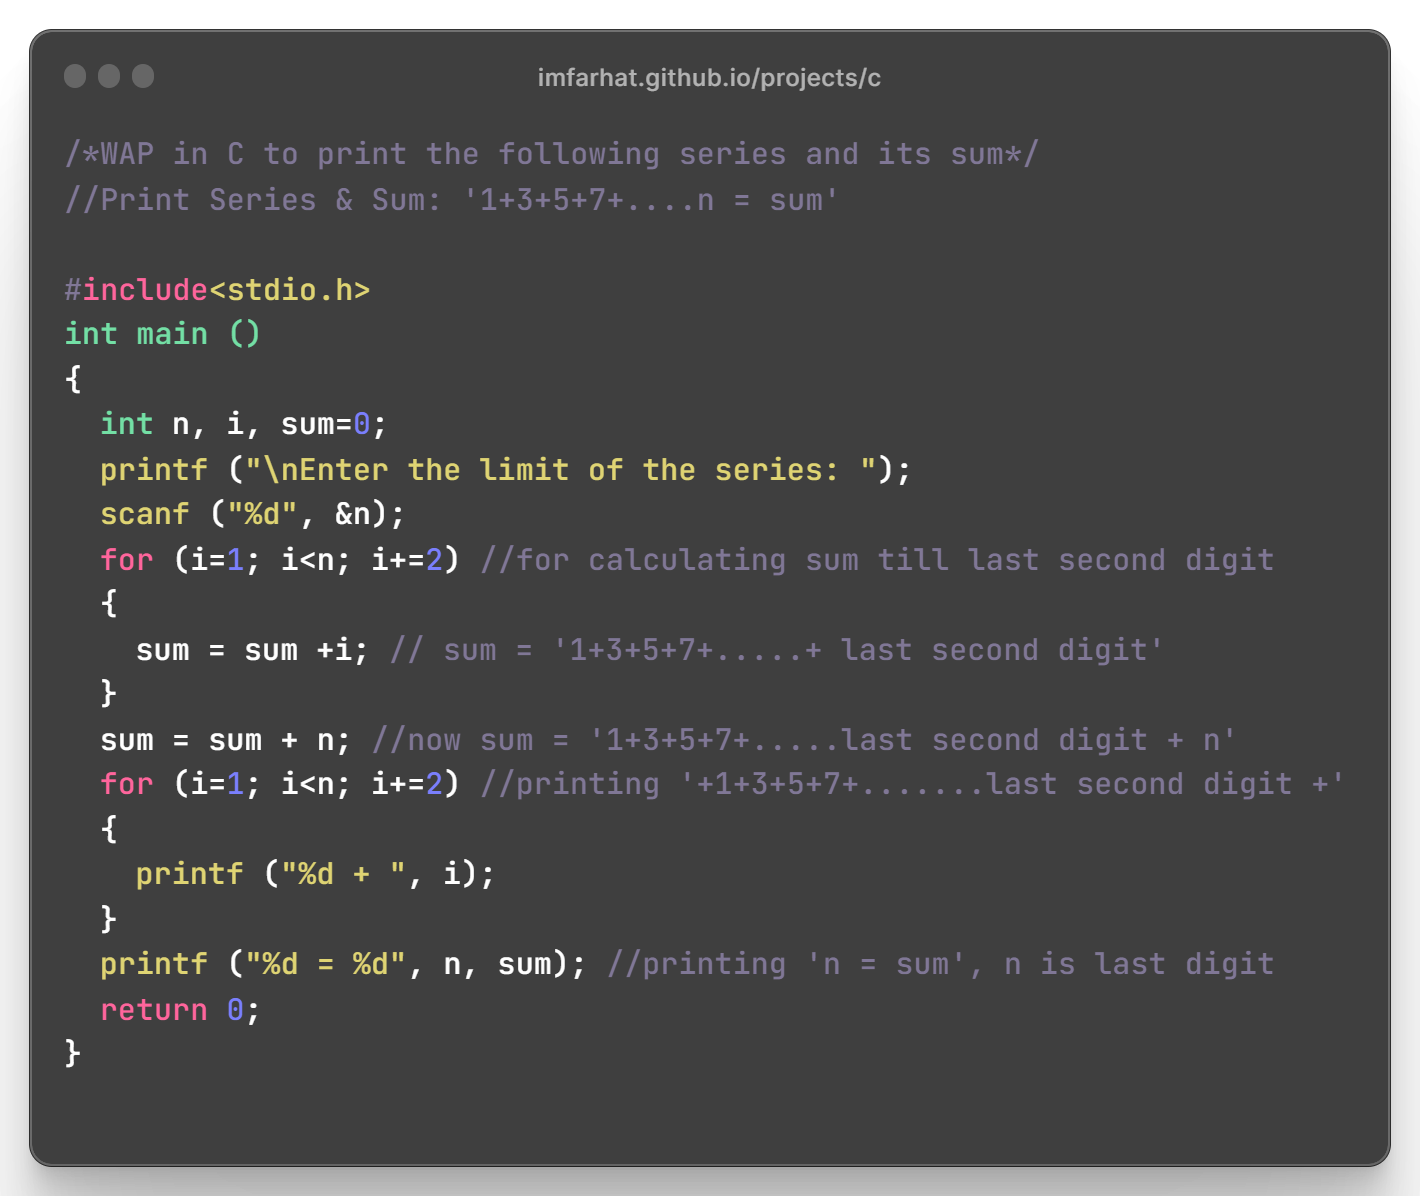 imfarhat.github.io/projects/c
/*WAP in C to print the following series and its sum*/
//Print Series & Sum: '1+3+5+7+....n = sum'
#include<stdio.h>
int main ()
{
  int n, i, sum=0;
  printf ("\nEnter the limit of the series: ");
  scanf ("%d", &n);
  for (i=1; i<n; i+=2) //for calculating sum till last second digit
  {
    sum = sum +i; // sum = '1+3+5+7+.....+ last second digit'
  }
  sum = sum + n; //now sum = '1+3+5+7+.....last second digit + n'
  for (i=1; i<n; i+=2) //printing '+1+3+5+7+.......last second digit +'
  {
    printf ("%d + ", i);
  }
  printf ("%d = %d", n, sum); //printing 'n = sum', n is last digit
  return 0;
}